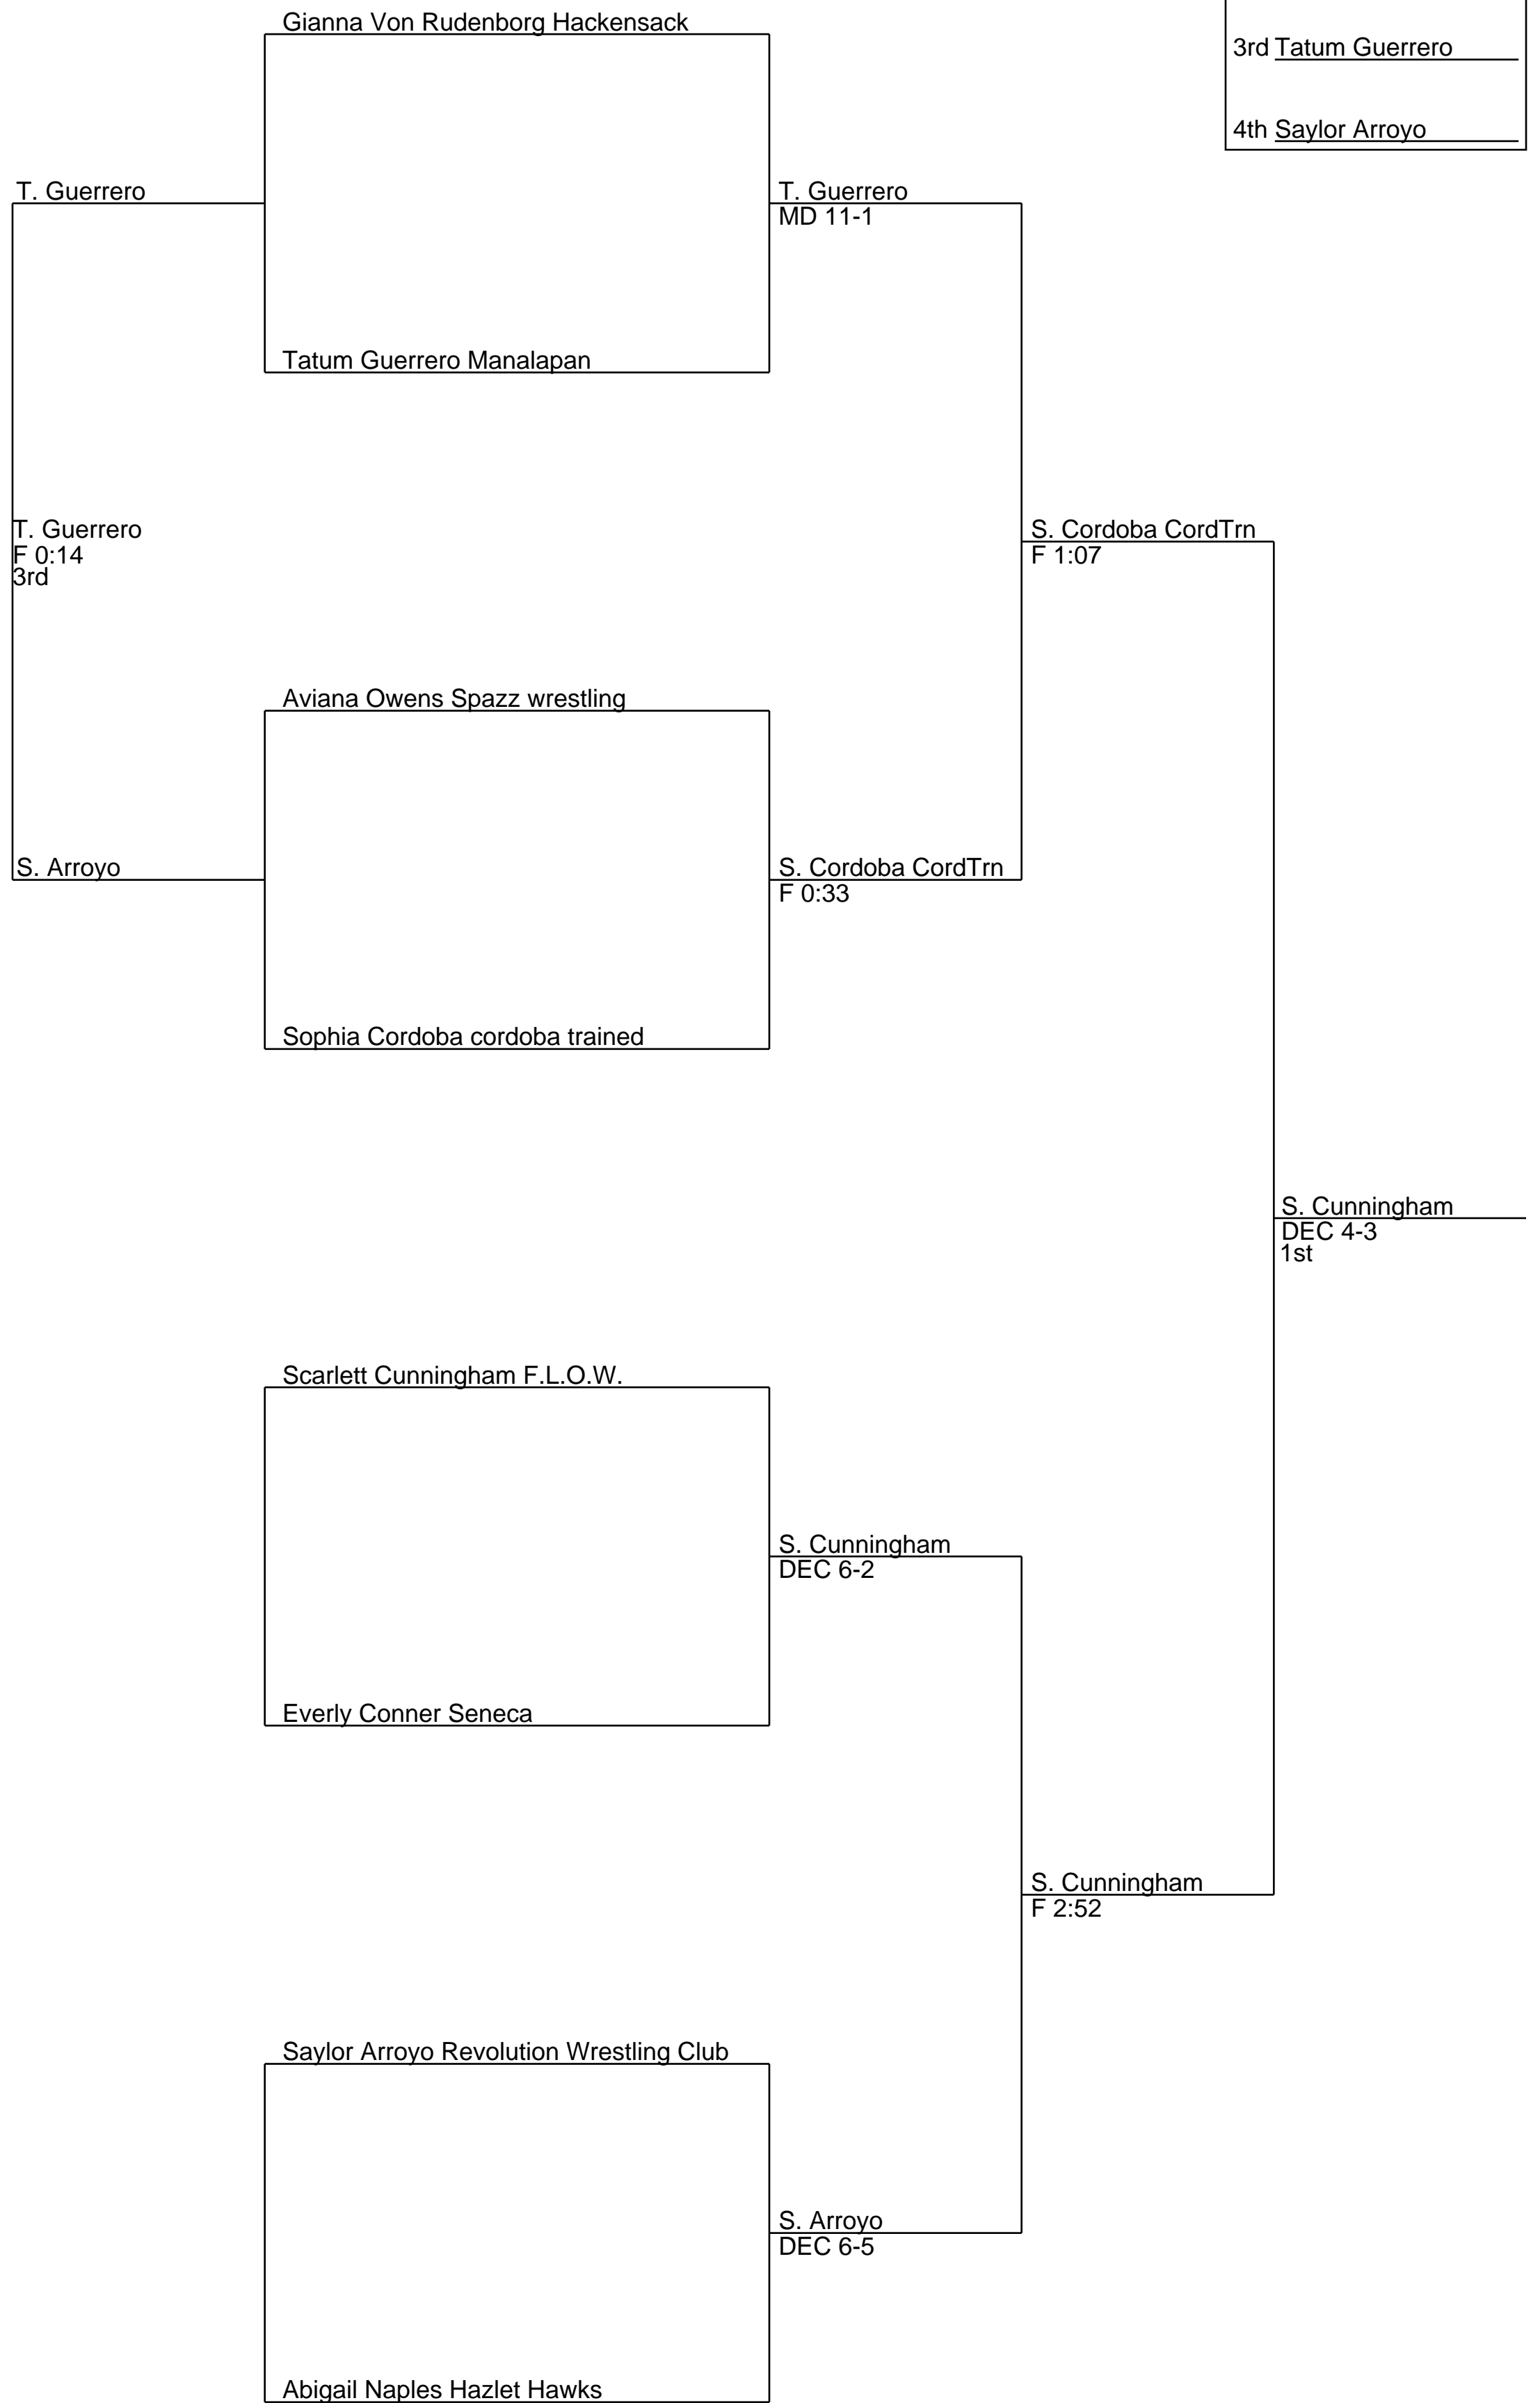 Gianna Von Rudenborg Hackensack
3rd Tatum Guerrero
4th Saylor Arroyo
T. Guerrero
T. Guerrero
MD 11-1
Tatum Guerrero Manalapan
T. Guerrero
F 0:14
3rd
S. Cordoba CordTrn
F 1:07
Aviana Owens Spazz wrestling
S. Arroyo
S. Cordoba CordTrn
F 0:33
Sophia Cordoba cordoba trained
S. Cunningham
DEC 4-3
1st
Scarlett Cunningham F.L.O.W.
S. Cunningham
DEC 6-2
Everly Conner Seneca
S. Cunningham
F 2:52
Saylor Arroyo Revolution Wrestling Club
S. Arroyo
DEC 6-5
Abigail Naples Hazlet Hawks